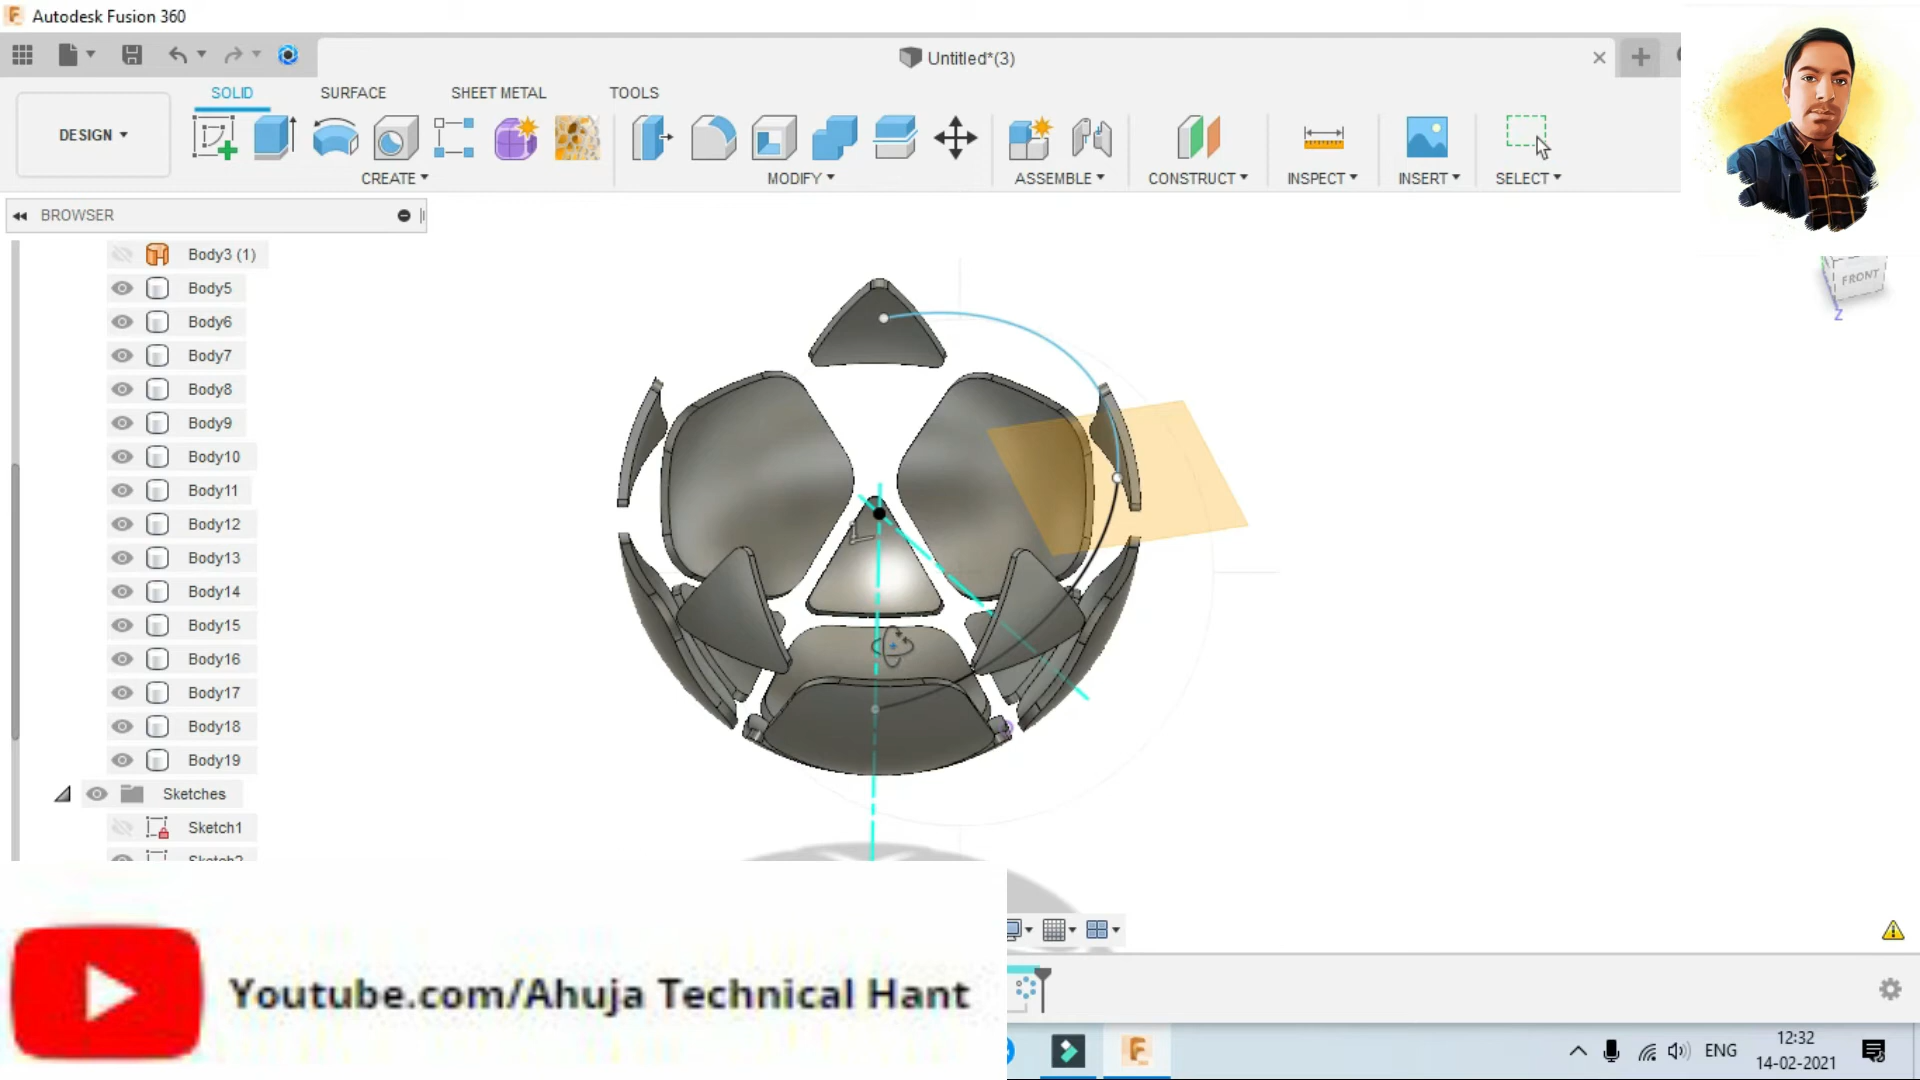 Autodesk Fusion 360
Untitled*(3)
SOLID SURFACE SHEET METAL TOOLS
DESIGN
CREATE MODIFY ASSEMBLE CONSTRUCT INSPECT INSERT SELECT
BROWSER
Body3 (1)
Body5
Body6
Body7
Body8
Body9
Body10
Body11
Body12
Body13
Body14
Body15
Body16
Body17
Body18
Body19
Sketches
Sketch1
Sketch2
FRONT
Z
Youtube.com/Ahuja Technical Hant
ENG
12:32
14-02-2021